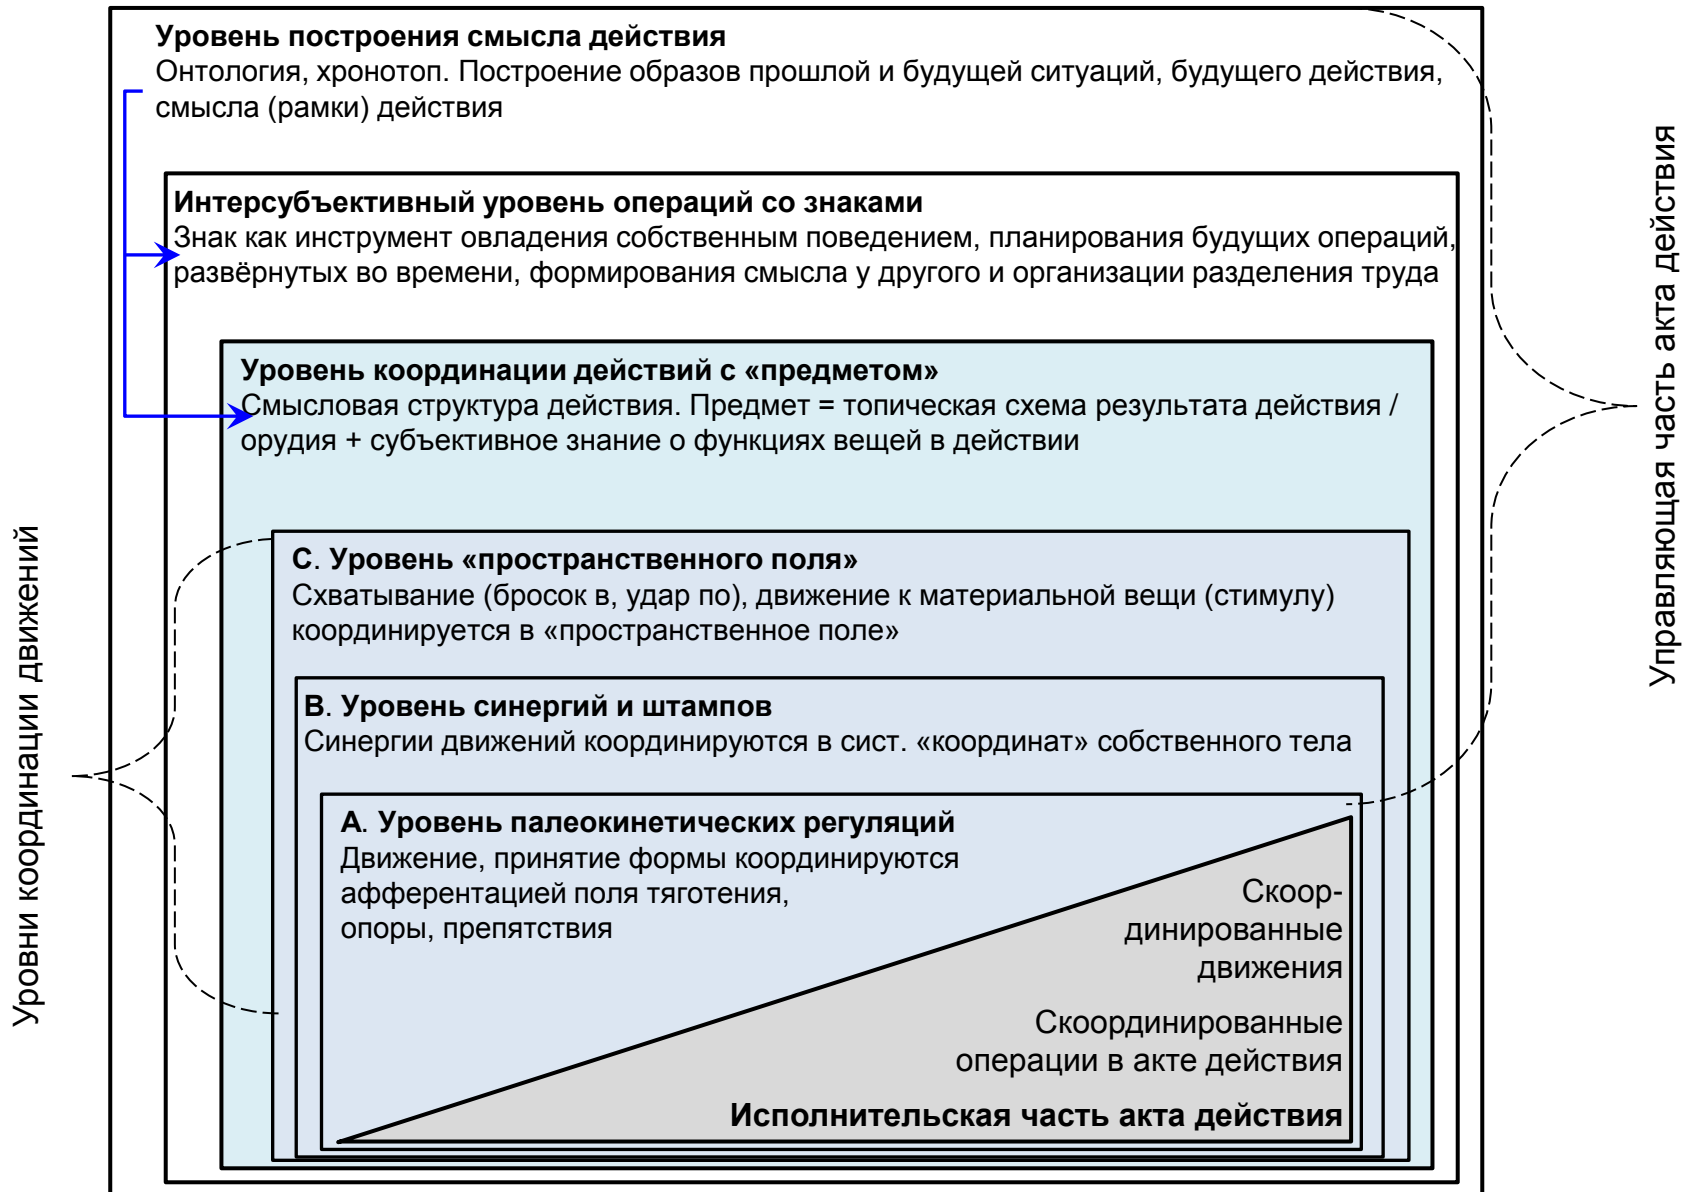 Уровень построения смысла действия
Онтология, хронотоп. Построение образов прошлой и будущей ситуаций, будущего действия,
смысла (рамки) действия
Интерсубъективный уровень операций со знаками
Знак как инструмент овладения собственным поведением, планирования будущих операций,
развёрнутых во времени, формирования смысла у другого и организации разделения труда
Уровень координации действий с «предметом»
Смысловая структура действия. Предмет = топическая схема результата действия /
орудия + субъективное знание о функциях вещей в действии
С. Уровень «пространственного поля»
Схватывание (бросок в, удар по), движение к материальной вещи (стимулу)
координируется в «пространственное поле»
В. Уровень синергий и штампов
Синергии движений координируются в сист. «координат» собственного тела
А. Уровень палеокинетических регуляций
Движение, принятие формы координируются
афферентацией поля тяготения,
опоры, препятствия
Скоор-
динированные
движения
Скоординированные
операции в акте действия
Исполнительская часть акта действия
Уровни координации движений
Управляющая часть акта действия